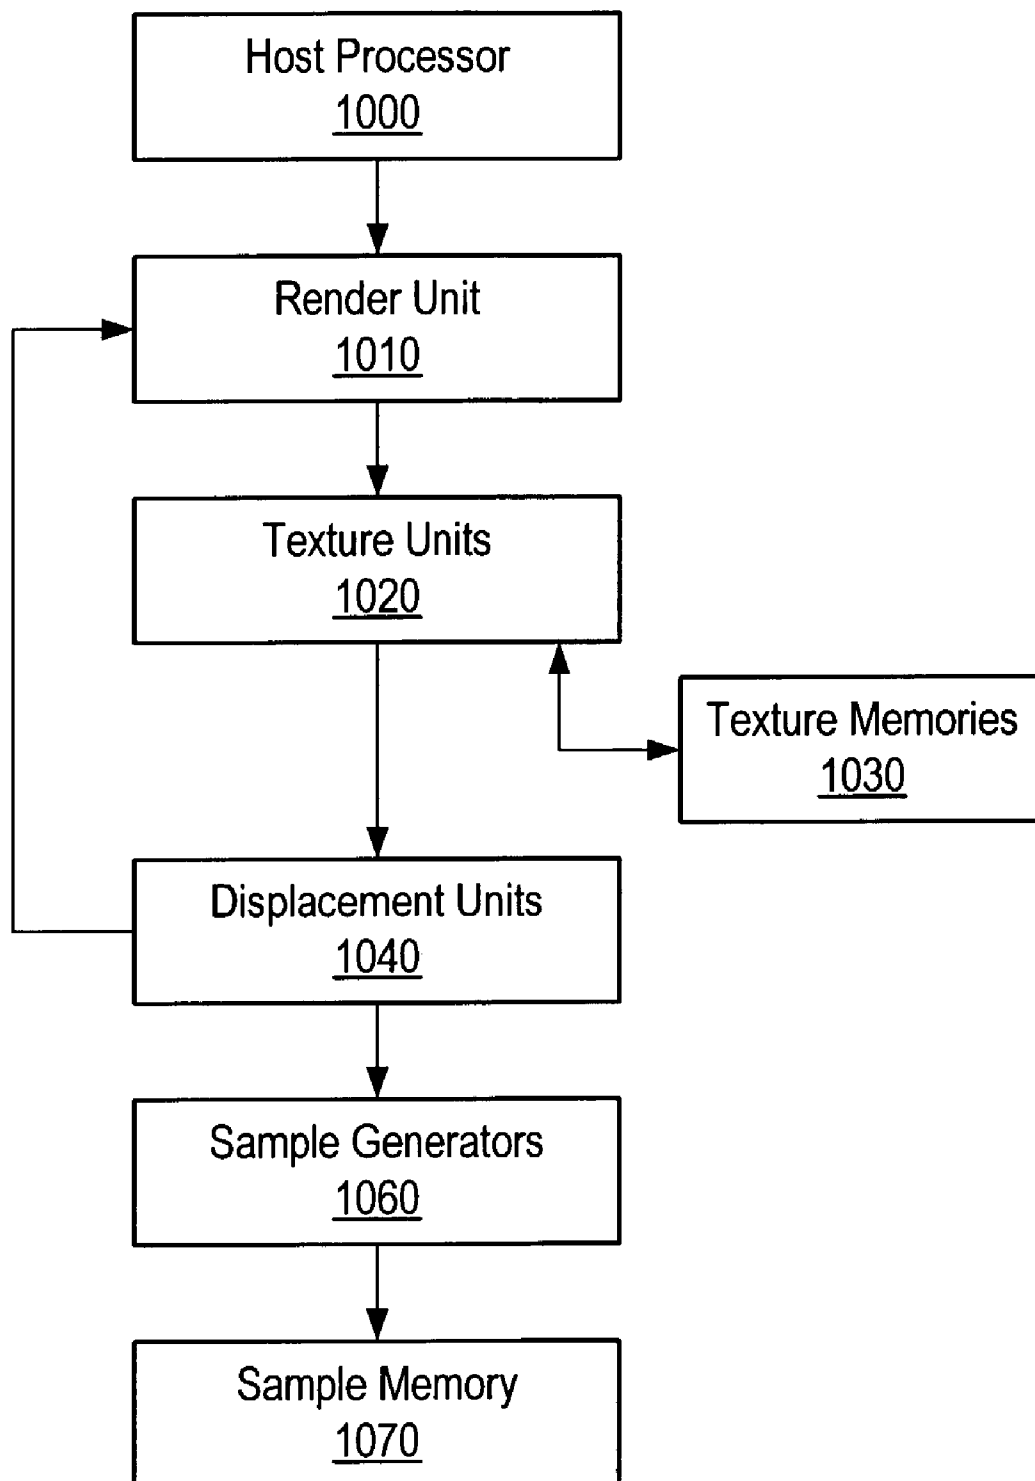 Host Processor
1000
Render Unit
1010
Texture Units
1020
Texture Memories
1030
Displacement Units
1040
Sample Generators
1060
Sample Memory
1070